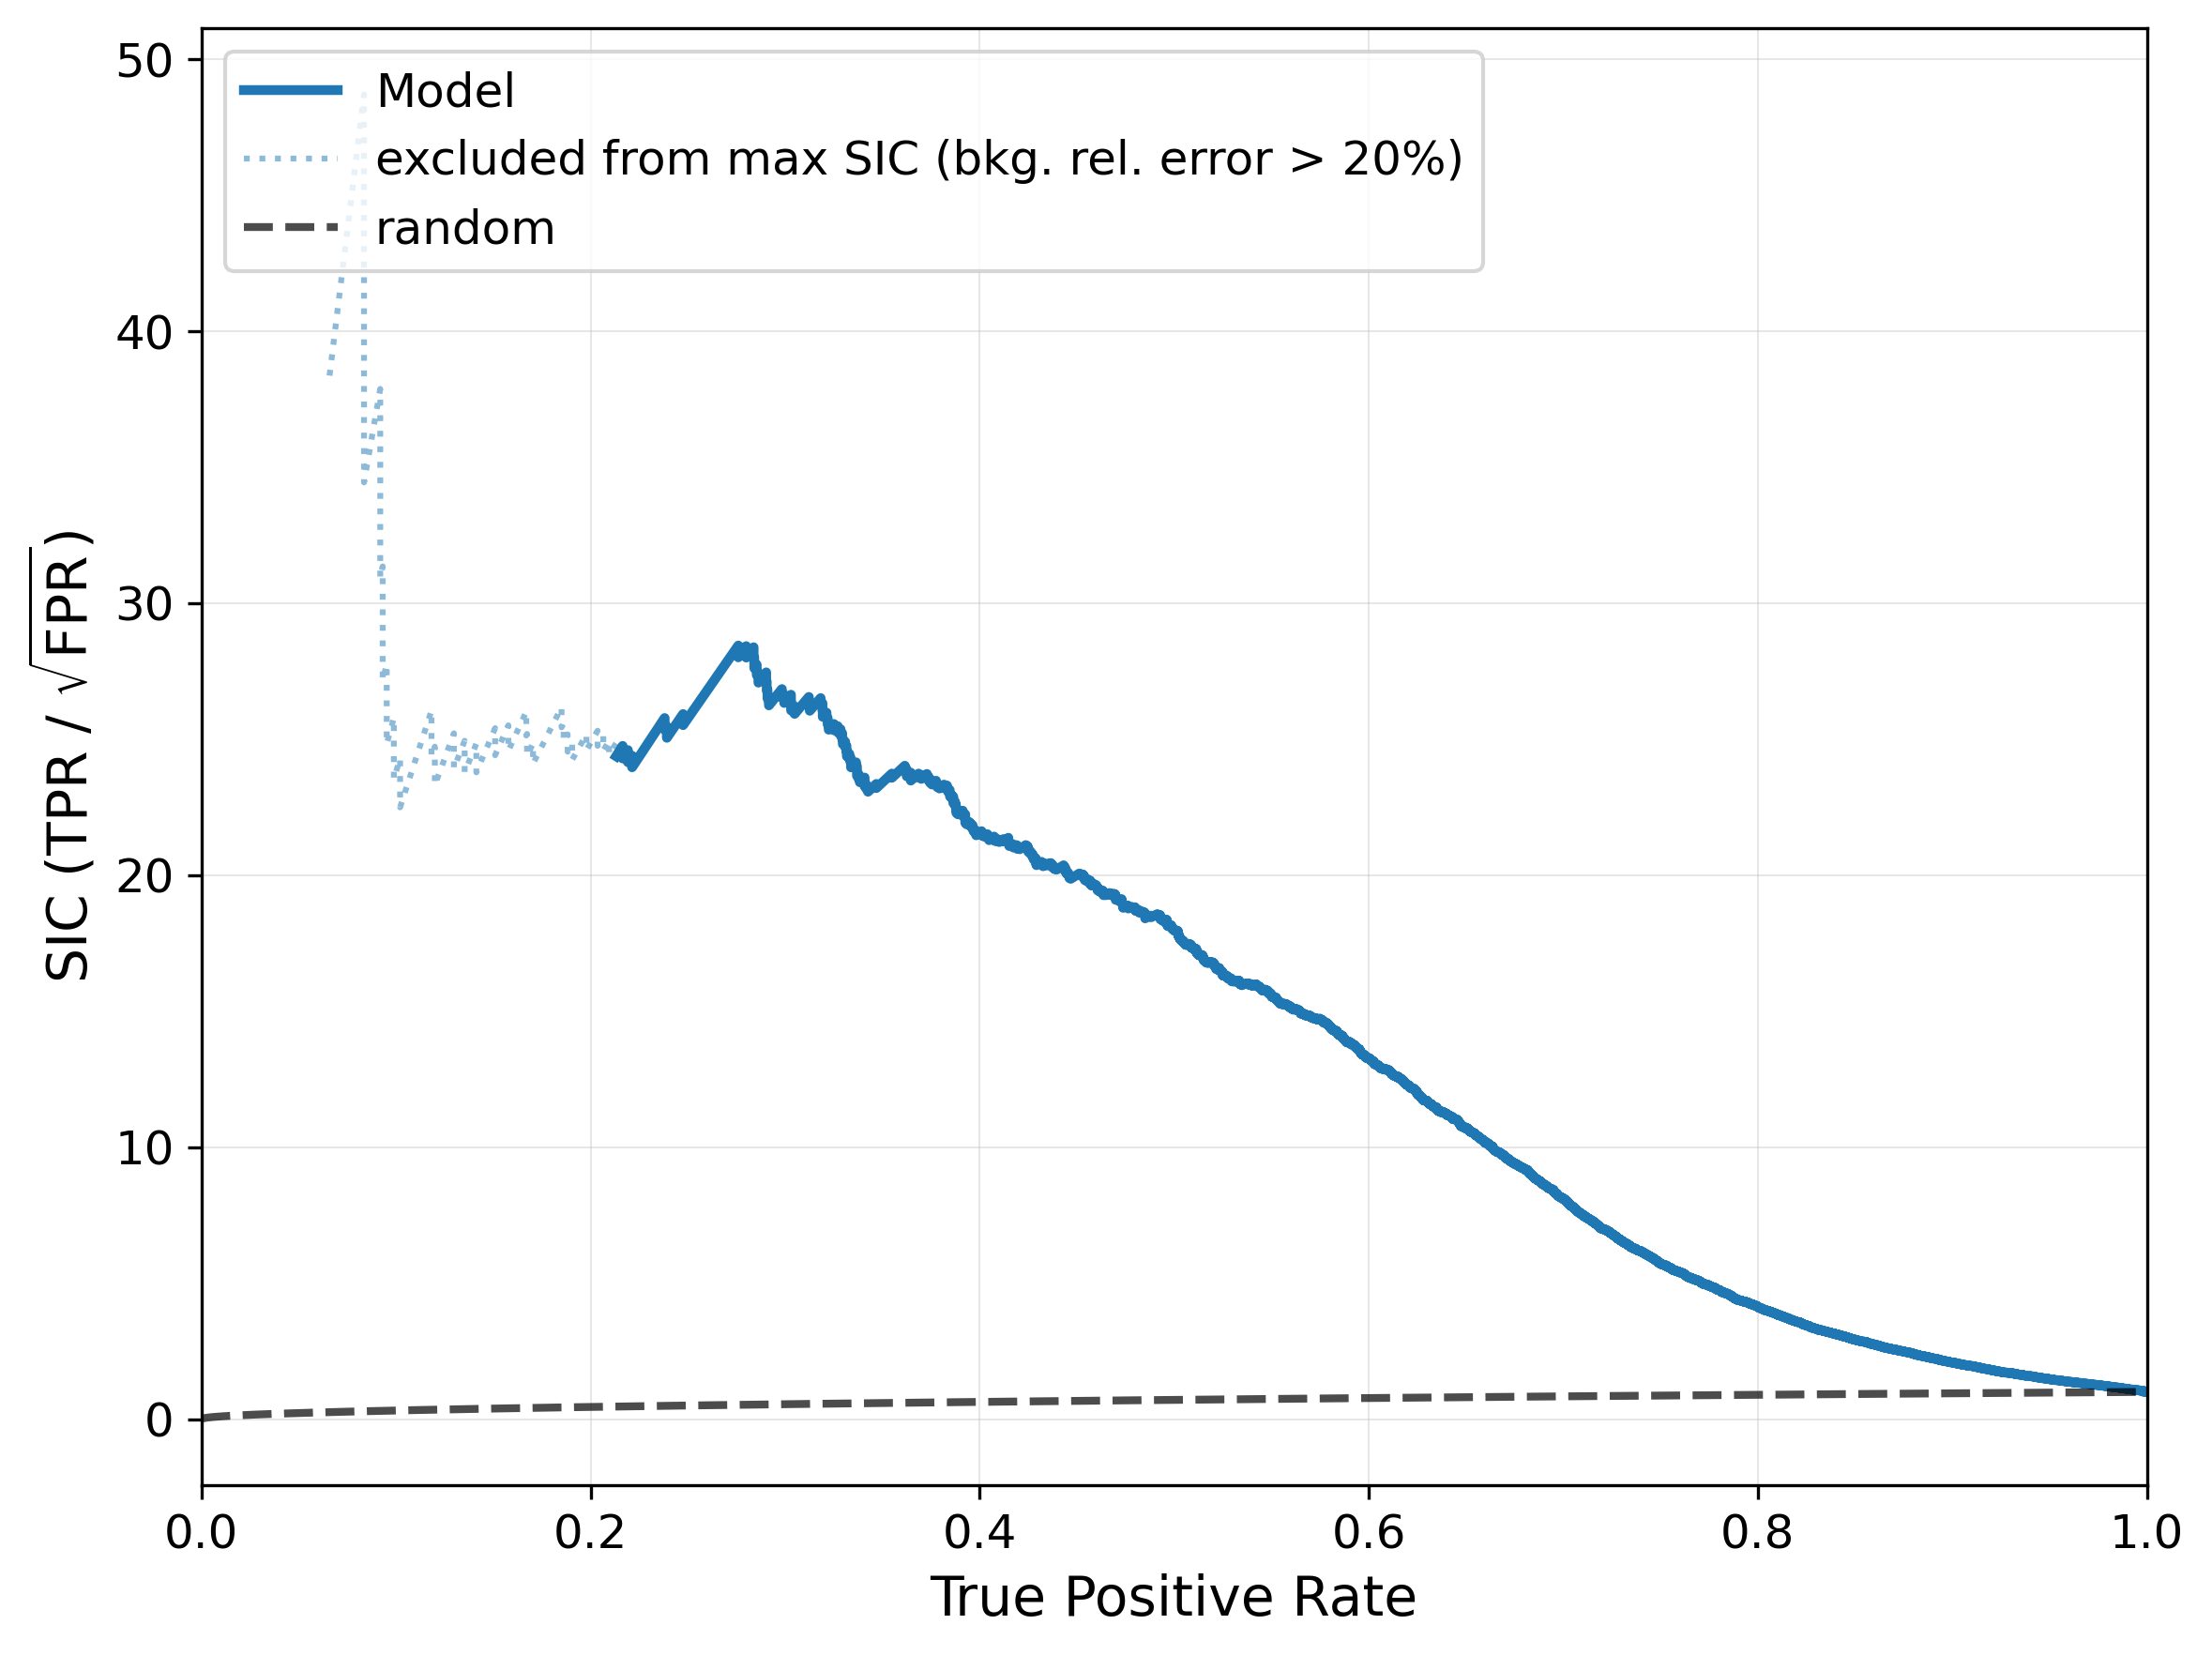 Model
excluded from max SIC (bkg. rel. error > 20%)
random
50
40
30
20
10
0
SIC (TPR / √FPR)
0.0 0.2 0.4 0.6 0.8 1.0
True Positive Rate